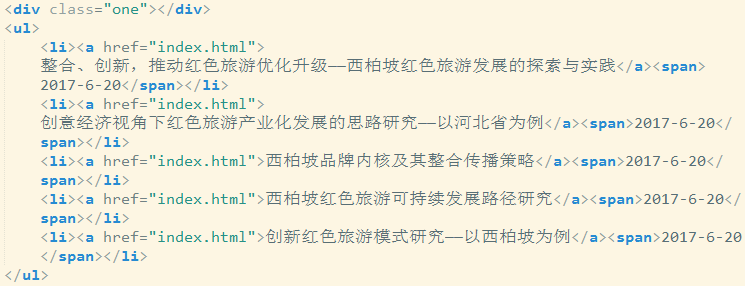 <div class="one"></div>
<ul>
<li><a href="index.html">
整合、创新，推动红色旅游优化升级——西柏坡红色旅游发展的探索与实践</a><span>
2017-6-20</span></li>
<li><a href="index.html">
创意经济视角下红色旅游产业化发展的思路研究——以河北省为例</a><span>2017-6-20</
span></li>
<li><a href="index.html">西柏坡品牌内核及其整合传播策略</a><span>2017-6-20</
span></li>
<li><a href="index.html">西柏坡红色旅游可持续发展路径研究</a><span>2017-6-20</
span></li>
<li><a href="index.html">创新红色旅游模式研究——以西柏坡为例</a><span>2017-6-20
</span></li>
</ul>